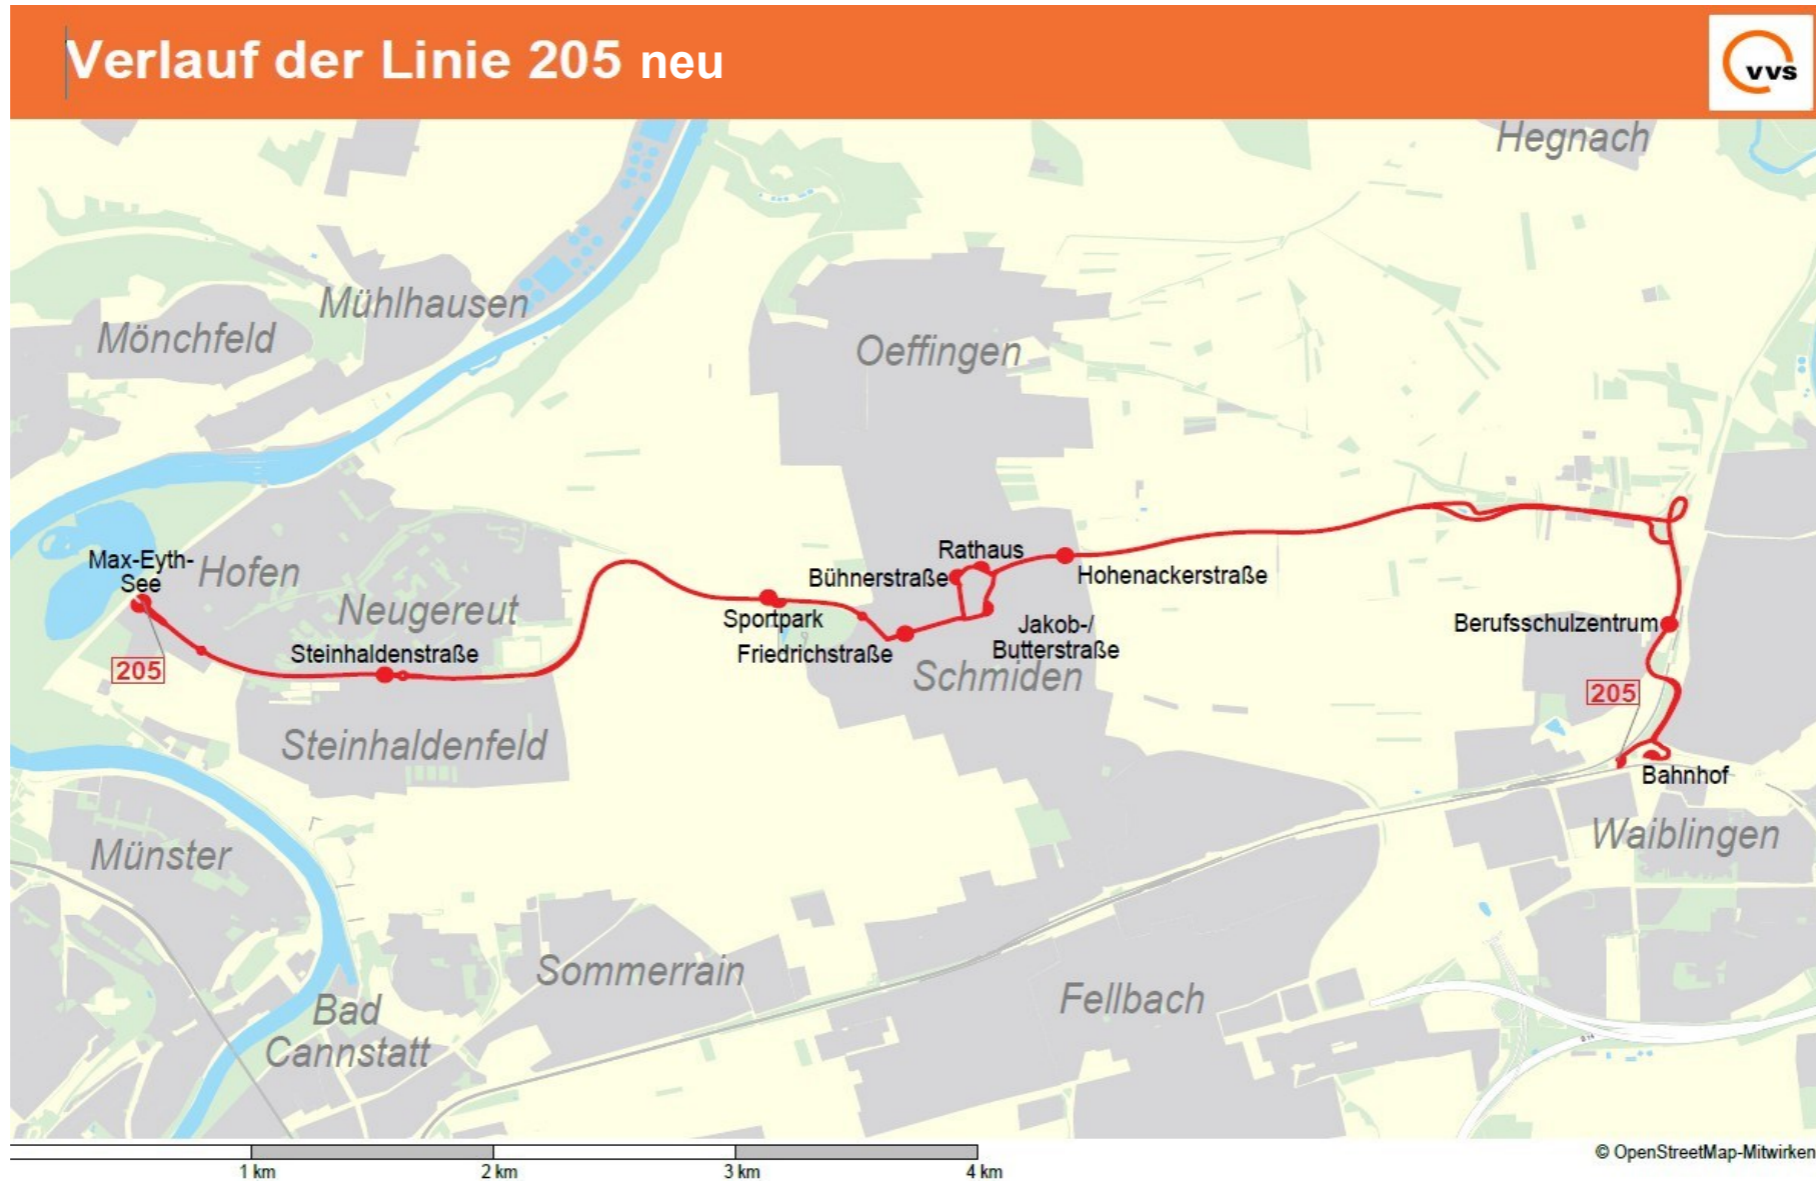 Verlauf der Linie 205 neu
VVS
Hegnach
Mühlhausen
Mönchfeld
Oeffingen
Max-Eyth-
See
Hofen
Neugereut
Steinhaldenstraße
205
Steinhaldenfeld
Sportpark
Friedrichstraße
Bühnerstraße
Rathaus
Hohenackerstraße
Jakob-/
Butterstraße
Schmiden
Berufsschulzentrum
205
Bahnhof
Waiblingen
Münster
Sommerrain
Bad
Cannstatt
Fellbach
1 km
2 km
3 km
4 km
© OpenStreetMap-Mitwirken